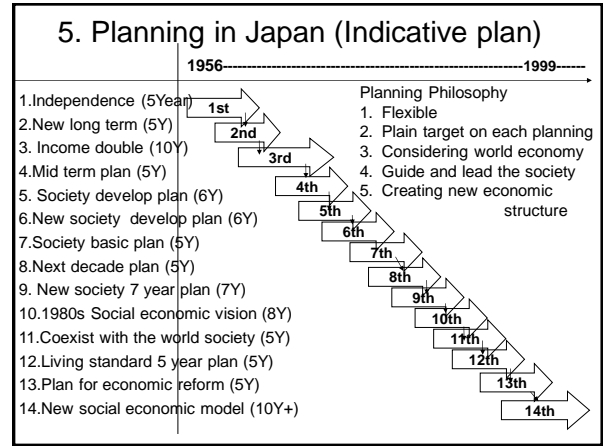 5. Planning in Japan (Indicative plan)
1956------------------------------------------------------1999------
1.Independence (5Year)
2.New long term (5Y)
3. Income double (10Y)
4.Mid term plan (5Y)
5. Society develop plan (6Y)
6.New society develop plan (6Y)
7.Society basic plan (5Y)
8.Next decade plan (5Y)
9. New society 7 year plan (7Y)
10.1980s Social economic vision (8Y)
11.Coexist with the world society (5Y)
12.Living standard 5 year plan (5Y)
13.Plan for economic reform (5Y)
14.New social economic model (10Y+)
1st
2nd
3rd
4th
5th
6th
7th
8th
9th
10th
11th
12th
13th
14th
Planning Philosophy
1. Flexible
2. Plain target on each planning
3. Considering world economy
4. Guide and lead the society
5. Creating new economic
structure